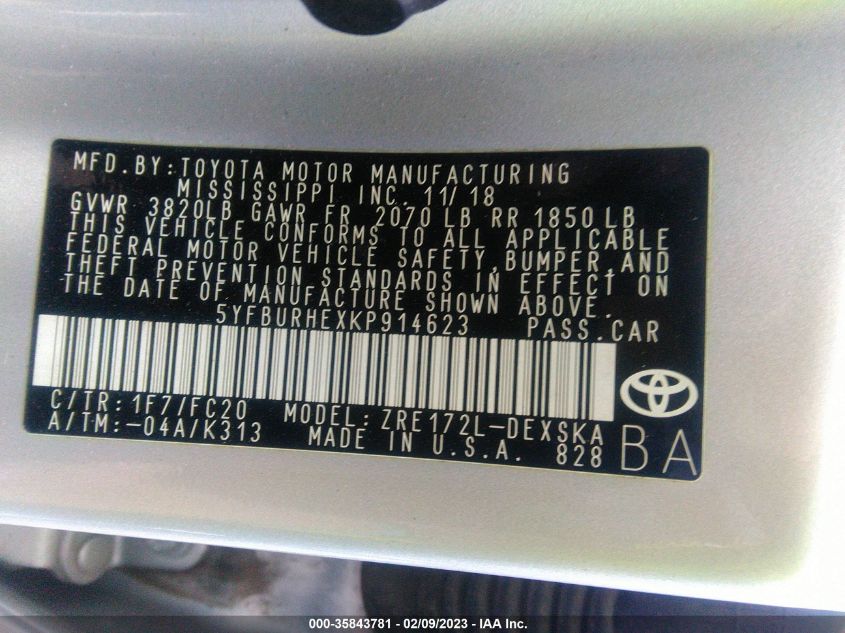 MFD.BY:TOYOTA MOTOR MANUFACTURING
MISSISSIPPI INC. 11/18
GVWR 3820LB GAWR FR 2070 LB RR 1850 LB
THIS VEHICLE CONFORMS TO ALL APPLICABLE
FEDERAL MOTOR VEHICLE SAFETY,BUMPER,AND
THEFT PREVENTION STANDARDS IN EFFECT ON
THE DATE OF MANUFACTURE SHOWN ABOVE.
5YFBURHEXKP914623 PASS.CAR
C/TR:1F7/FC20 MODEL:ZRE172L-DEXSKA
A/TM:-04A/K313 MADE IN U.S.A. 828
BA
000-35843781 - 02/09/2023 - IAA Inc.